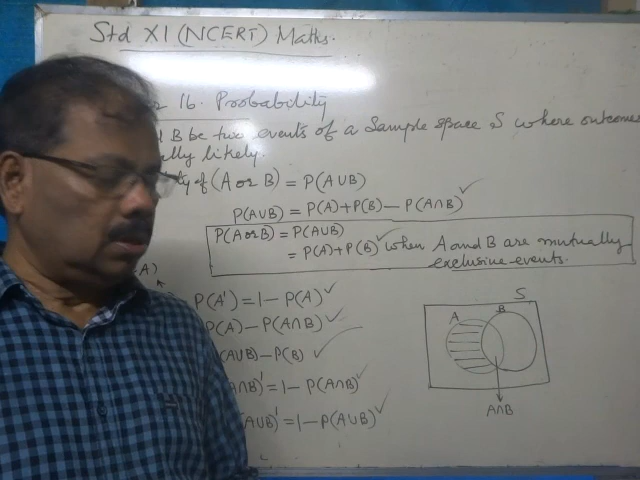 Std XI (NCERT) Maths.
16. Probability
B be two events of a Sample space S where outcomes
likely.
of (A or B) = P(A∪B)
P(A∪B) = P(A)+P(B) – P(A∩B) ✓
P(A or B) = P(A∪B)
= P(A)+P(B) ✓ when A and B are mutually
exclusive events.
A)
P(A') = 1 – P(A) ✓
P(A) – P(A∩B) ✓
(A∪B) – P(B) ✓
∩B)' = 1 – P(A∩B) ✓
(A∪B)' = 1 – P(A∪B) ✓
S
A
B
A∩B